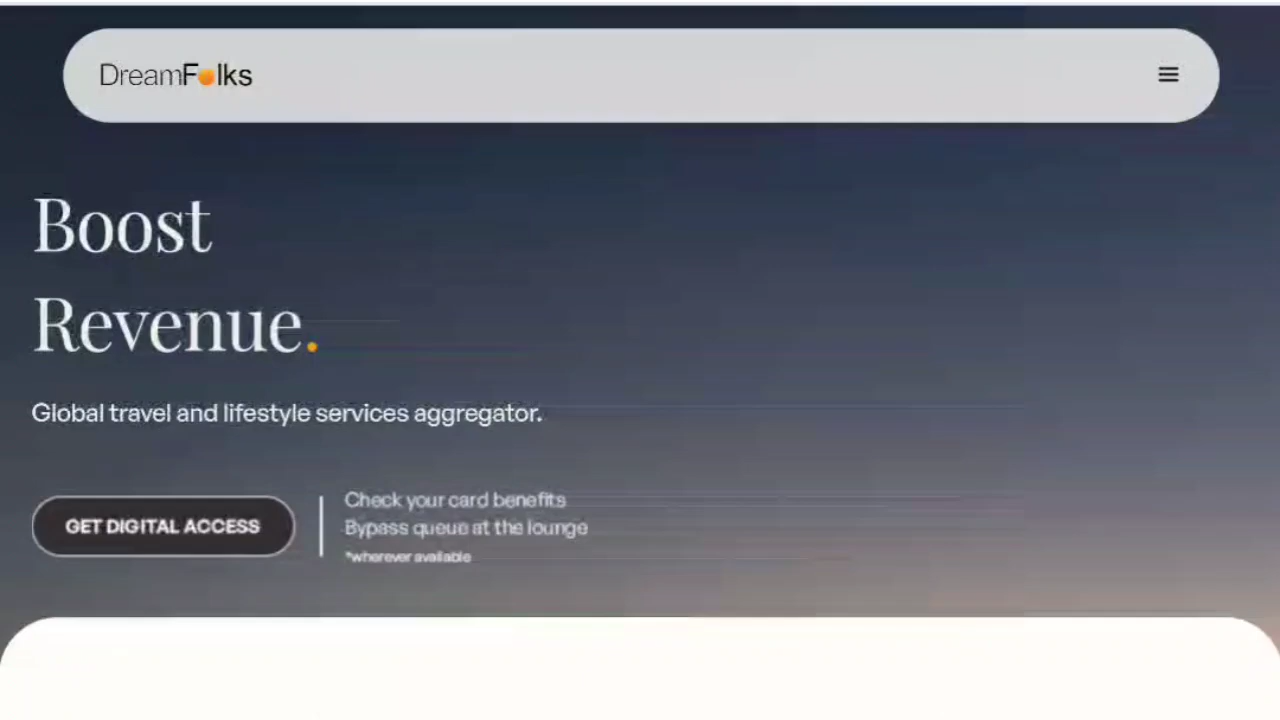 DreamFolks
Boost
Revenue.
Global travel and lifestyle services aggregator.
GET DIGITAL ACCESS
Check your card benefits
Bypass queue at the lounge
*wherever available